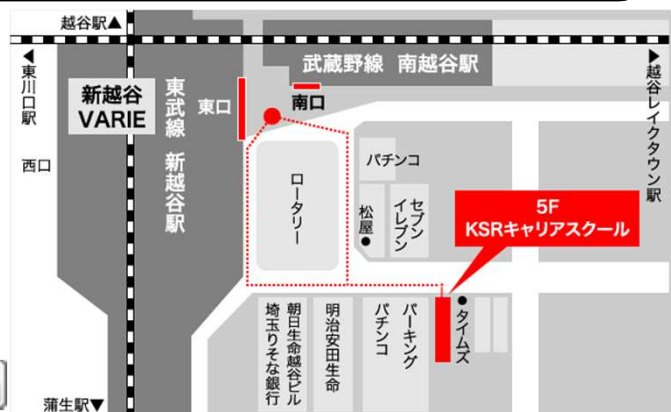 越谷駅▲
◀東川口駅
武蔵野線 南越谷駅
▶越谷レイクタウン駅
新越谷
VARIE
東武線 新越谷駅
東口
南口
西口
パチンコ
ロータリー
松屋
セブン
イレブン
5F
KSRキャリアスクール
埼玉りそな銀行
朝日生命越谷ビル
明治安田生命
パチンコ
パーキング
タイムズ
蒲生駅▼